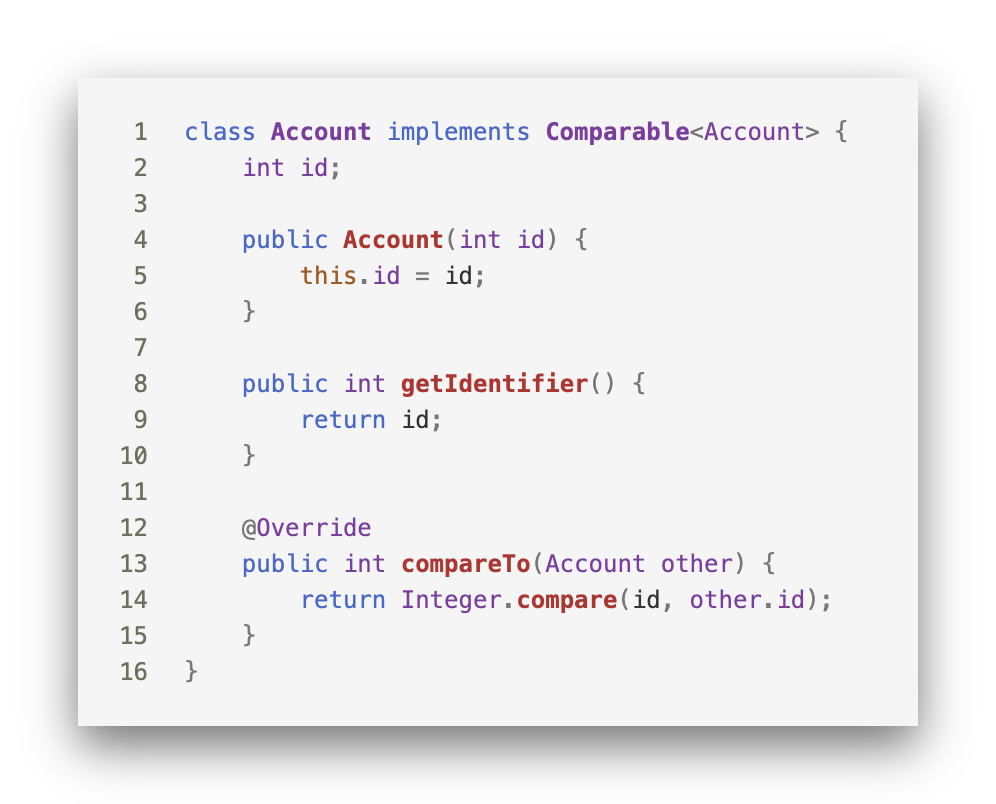 1 class Account implements Comparable<Account> {
2     int id;
3
4     public Account(int id) {
5         this.id = id;
6     }
7
8     public int getIdentifier() {
9         return id;
10     }
11
12     @Override
13     public int compareTo(Account other) {
14         return Integer.compare(id, other.id);
15     }
16 }